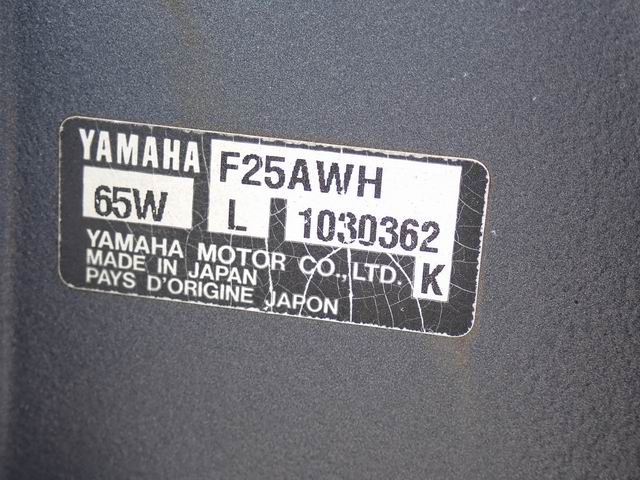 YAMAHA F25AWH
65W L 1030362
YAMAHA MOTOR CO., LTD.
MADE IN JAPAN K
PAYS D'ORIGINE JAPON